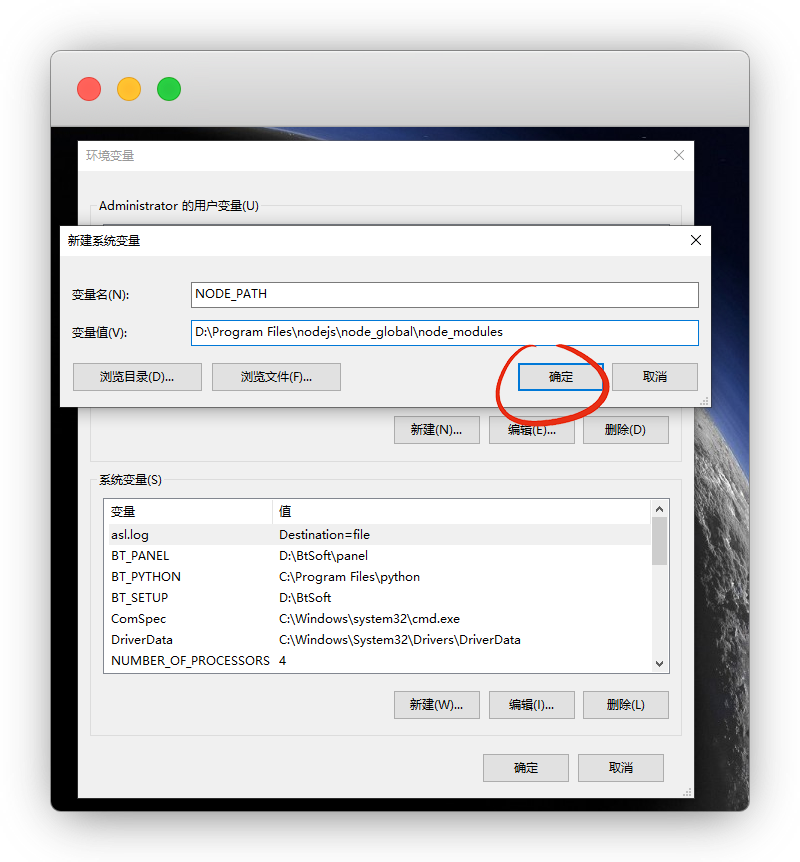 环境变量
Administrator 的用户变量(U)
新建系统变量
变量名(N): NODE_PATH
变量值(V): D:\Program Files\nodejs\node_global\node_modules
浏览目录(D)... 浏览文件(F)... 确定 取消
新建(N)... 编辑(E)... 删除(D)
系统变量(S)
变量 值
asl.log Destination=file
BT_PANEL D:\BtSoft\panel
BT_PYTHON C:\Program Files\python
BT_SETUP D:\BtSoft
ComSpec C:\Windows\system32\cmd.exe
DriverData C:\Windows\System32\Drivers\DriverData
NUMBER_OF_PROCESSORS 4
新建(W)... 编辑(I)... 删除(L)
确定 取消